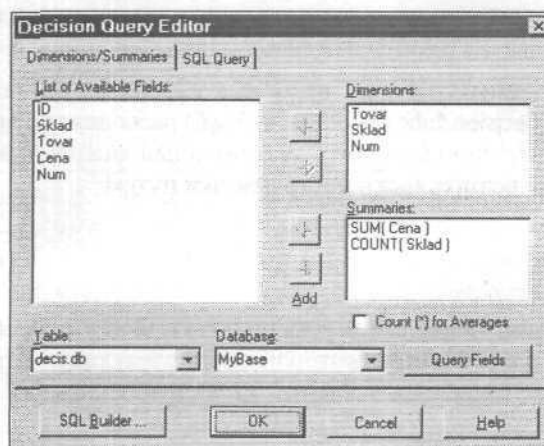 Decision Query Editor
Dimensions/Summaries SQL Query
List of Available Fields:
ID
Sklad
Tovar
Cena
Num
Dimensions:
Tovar
Sklad
Num
Summaries:
SUM( Cena )
COUNT( Sklad )
Add
Count (*) for Averages
Table:
decis.db
Database:
MyBase
Query Fields
SQL Builder ...
OK
Cancel
Help